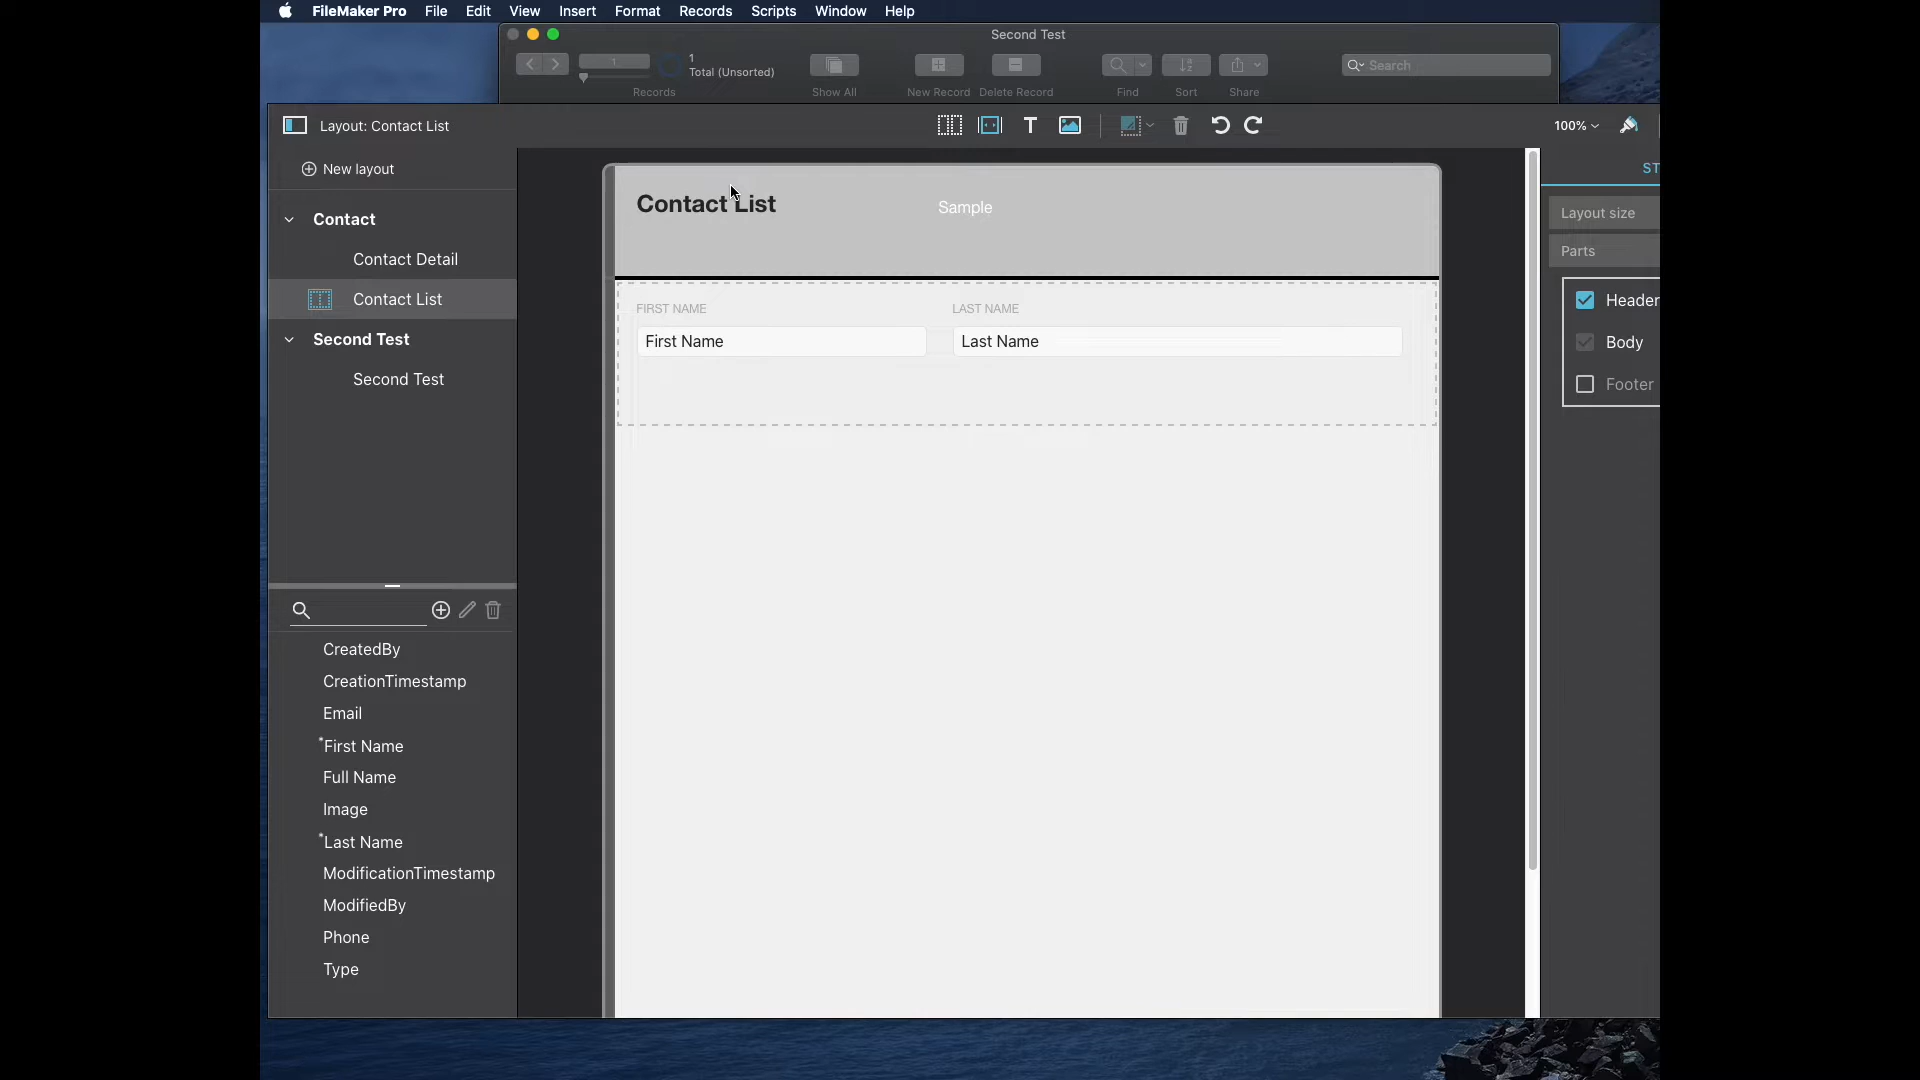 FileMaker Pro File Edit View Insert Format Records Scripts Window Help
Second Test
1
1
Total (Unsorted)
Search
Records
Show All
New Record
Delete Record
Find
Sort
Share
Layout: Contact List
100%
New layout
Contact
Contact Detail
Contact List
Second Test
Second Test
CreatedBy
CreationTimestamp
Email
*First Name
Full Name
Image
*Last Name
ModificationTimestamp
ModifiedBy
Phone
Type
Contact List
Sample
FIRST NAME
LAST NAME
First Name
Last Name
ST
Layout size
Parts
Header
Body
Footer